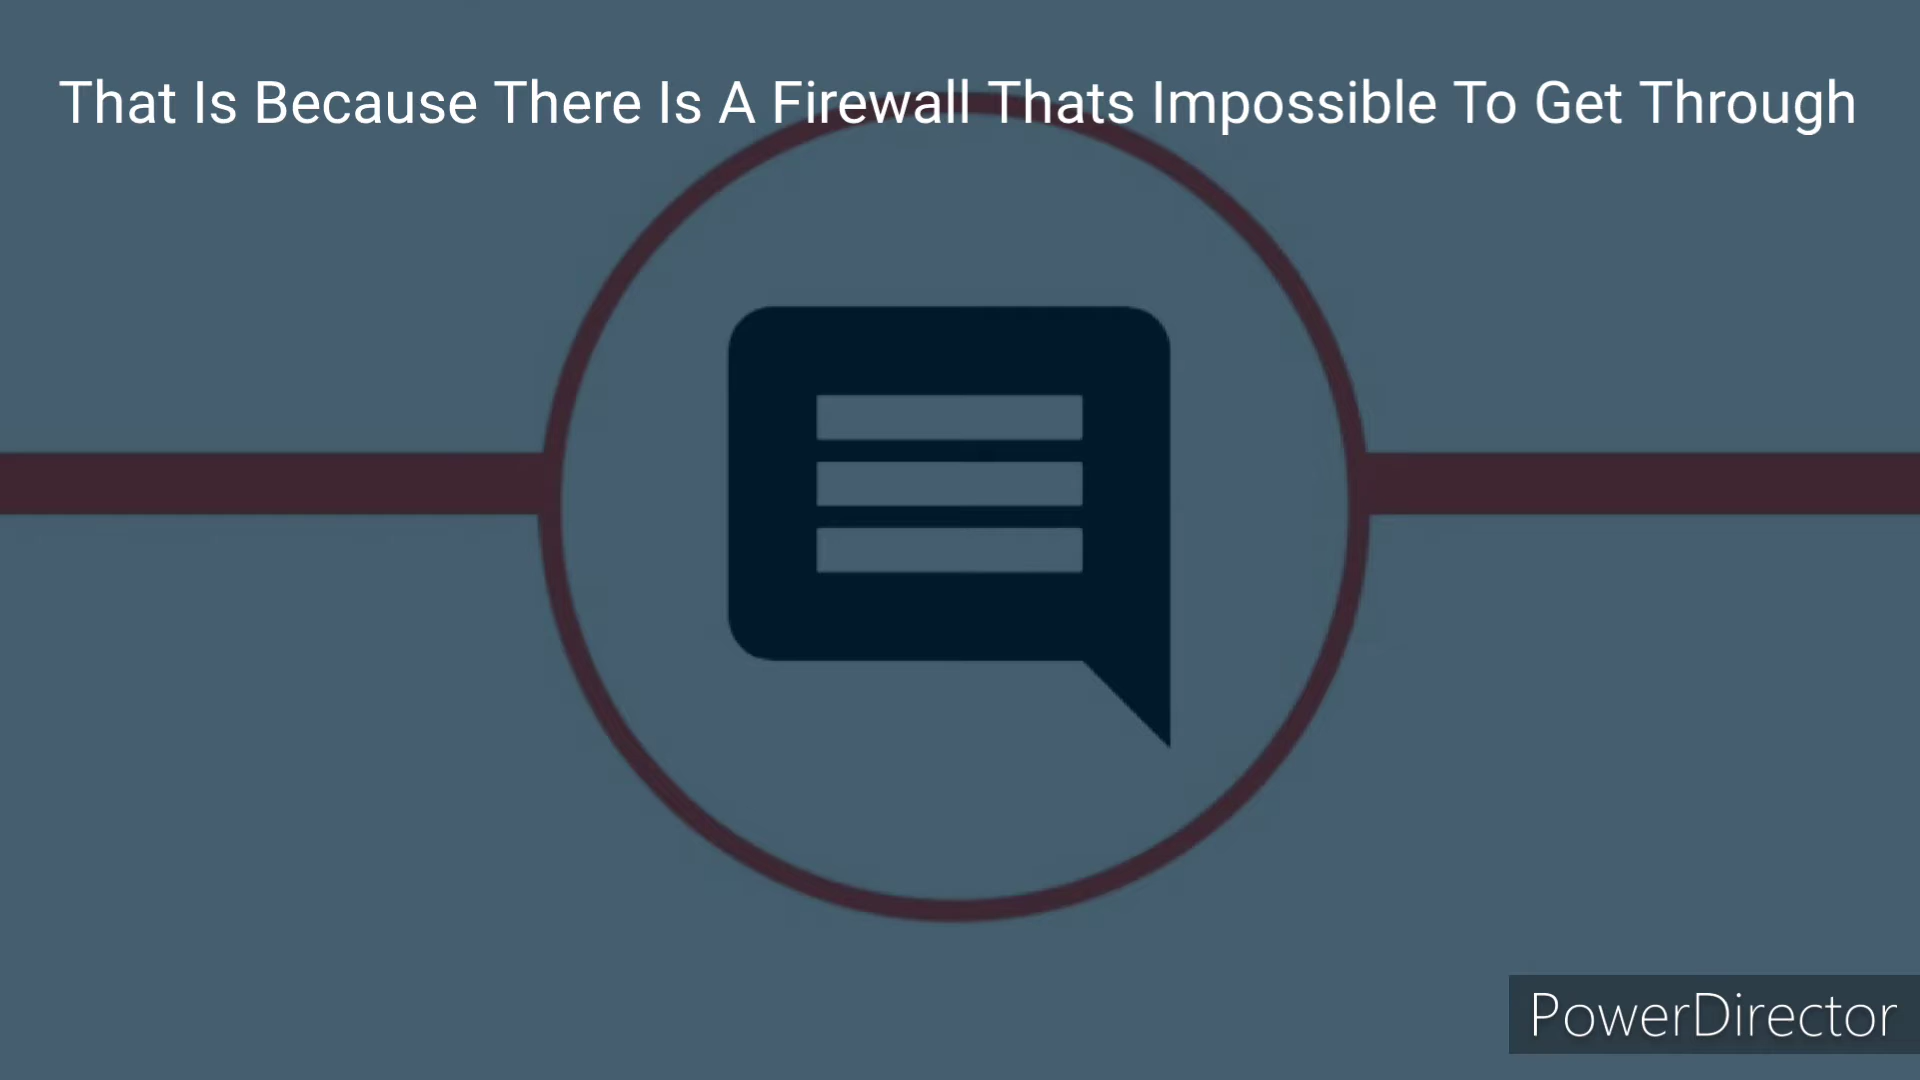 That Is Because There Is A Firewall Thats Impossible To Get Through
PowerDirector